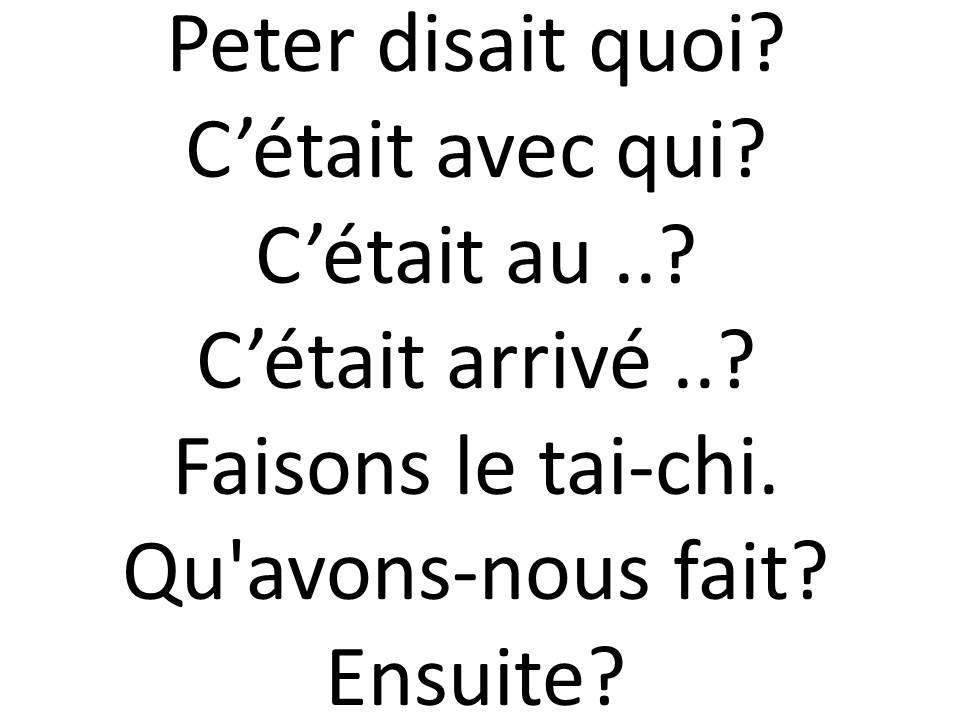 Peter disait quoi?
C’était avec qui?
C’était au ..?
C’était arrivé ..?
Faisons le tai-chi.
Qu'avons-nous fait?
Ensuite?